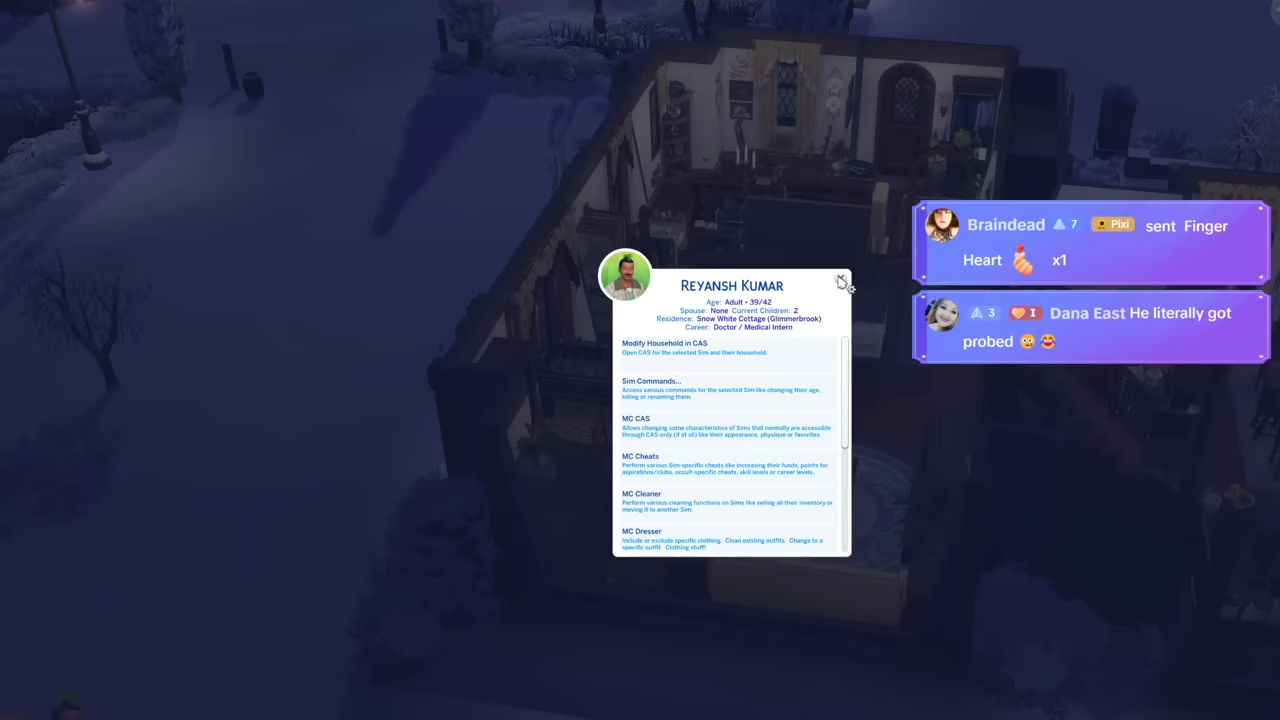 REYANSH KUMAR
Age: Adult • 39/42
Spouse: None Current Children: 2
Residence: Snow White Cottage (Glimmerbrook)
Career: Doctor / Medical Intern
Modify Household in CAS
Open CAS for the selected Sim and their household.
Sim Commands...
Access various commands for the selected Sim like changing their age,
killing or renaming them.
MC CAS
Allows changing some characteristics of Sims that normally are accessible
through CAS-only (if at all) like their appearance, physique or favorites.
MC Cheats
Perform various Sim-specific cheats like increasing their funds, points for
aspirations/clubs, occult-specific cheats, skill levels or career levels.
MC Cleaner
Perform various cleaning functions on Sims like selling all their inventory or
moving it to another Sim.
MC Dresser
Include or exclude specific clothing. Clean existing outfits. Change to a
specific outfit. Clothing stuff!
Braindead 7 Pixi sent Finger
Heart x1
3 I Dana East He literally got
probed 😳 😂